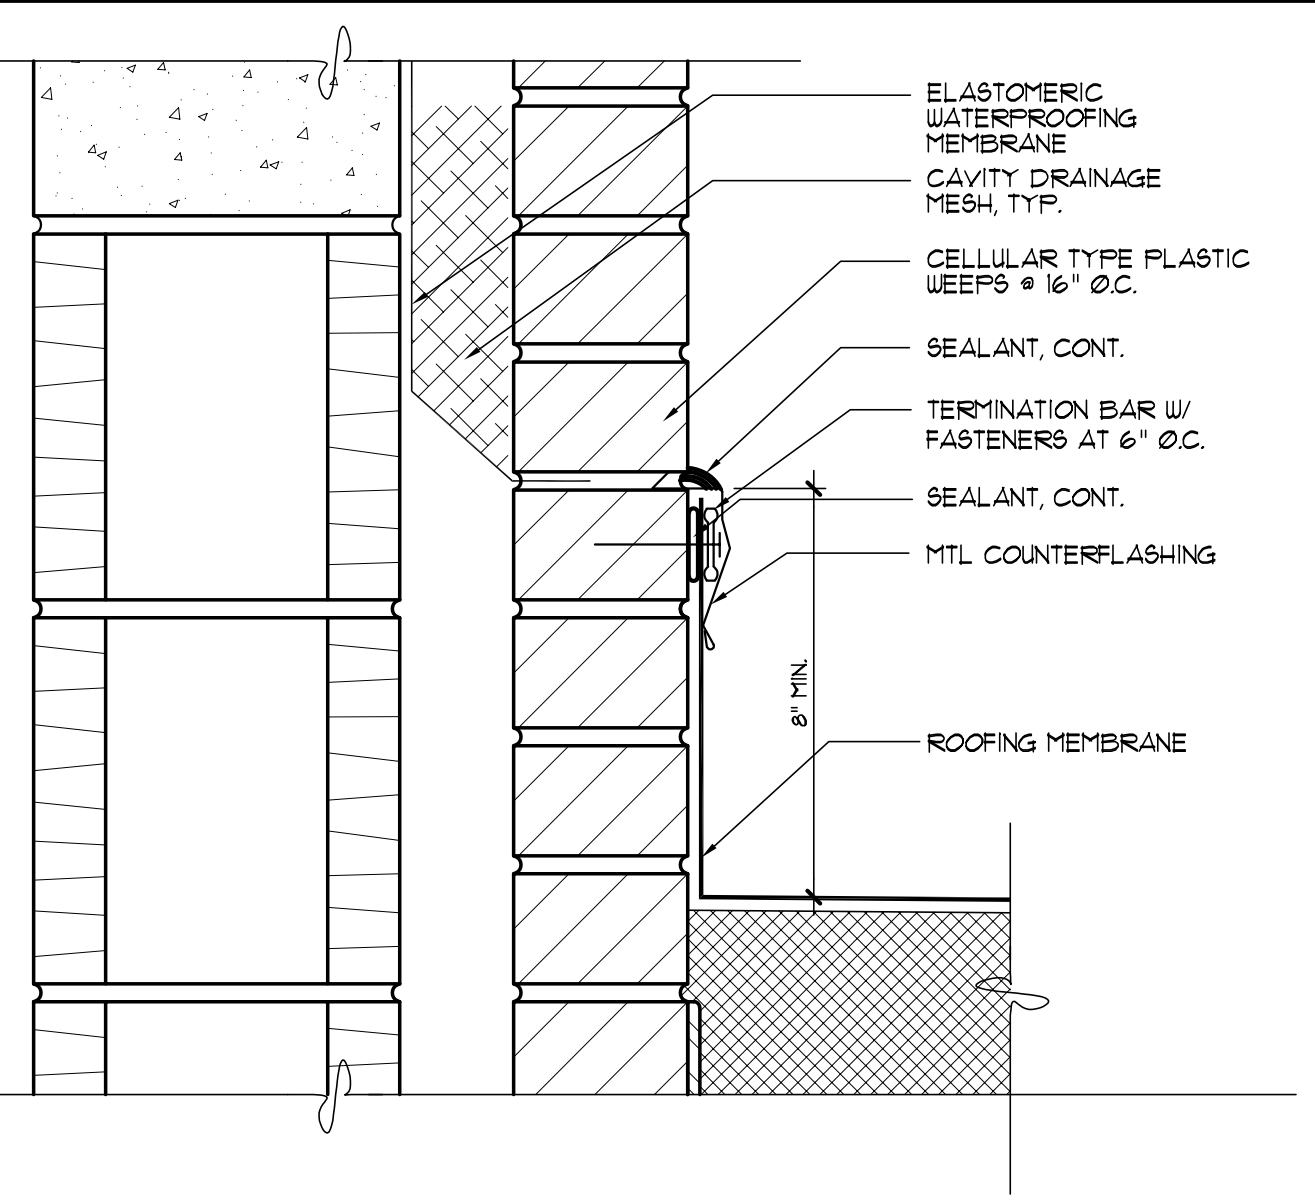 ELASTOMERIC
WATERPROOFING
MEMBRANE
CAVITY DRAINAGE
MESH, TYP.
CELLULAR TYPE PLASTIC
WEEPS @ 16" O.C.
SEALANT, CONT.
TERMINATION BAR W/
FASTENERS AT 6" O.C.
SEALANT, CONT.
MTL COUNTERFLASHING
8" MIN.
ROOFING MEMBRANE